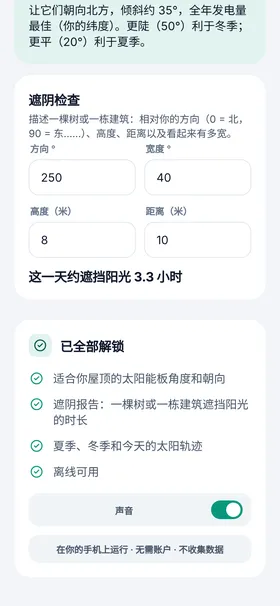 让它们朝向北方，倾斜约 35°，全年发电量
最佳（你的纬度）。更陡（50°）利于冬季；
更平（20°）利于夏季。
遮阴检查
描述一棵树或一栋建筑：相对你的方向（0 = 北，
90 = 东……）、高度、距离以及看起来有多宽。
方向 °
宽度 °
250
40
高度（米）
距离（米）
8
10
这一天约遮挡阳光 3.3 小时
已全部解锁
适合你屋顶的太阳能板角度和朝向
遮阴报告：一棵树或一栋建筑遮挡阳光
的时长
夏季、冬季和今天的太阳轨迹
离线可用
声音
在你的手机上运行 · 无需账户 · 不收集数据